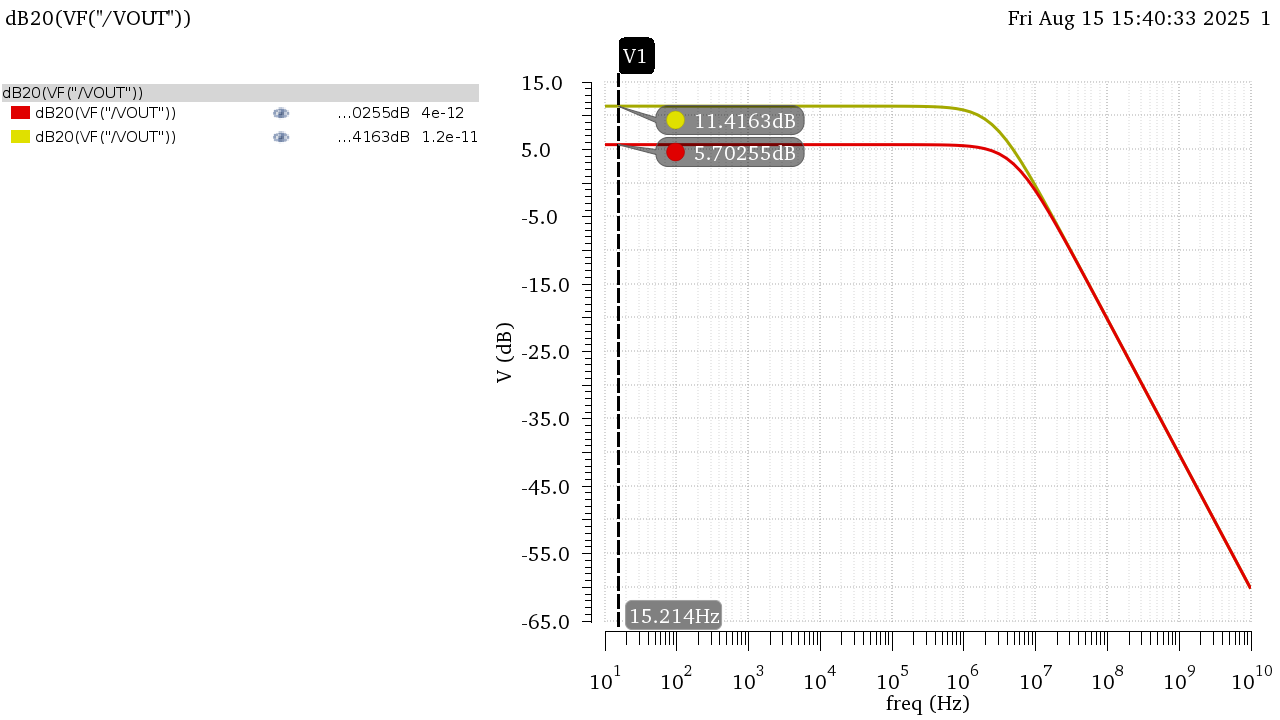 dB20(VF("/VOUT"))
Fri Aug 15 15:40:33 2025 1
dB20(VF("/VOUT"))
dB20(VF("/VOUT")) ...0255dB 4e-12
dB20(VF("/VOUT")) ...4163dB 1.2e-11
V1
15.0
5.0
-5.0
-15.0
-25.0
-35.0
-45.0
-55.0
-65.0
V (dB)
11.4163dB
5.70255dB
15.214Hz
10^1 10^2 10^3 10^4 10^5 10^6 10^7 10^8 10^9 10^10
freq (Hz)